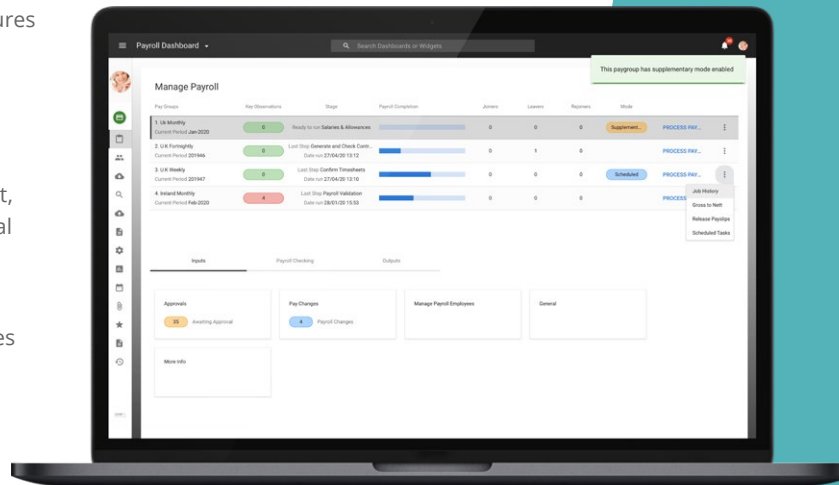 ures
t,
al
es
Payroll Dashboard
Search Dashboards or Widgets
This paygroup has supplementary mode enabled
Manage Payroll
Pay Groups Key Observations Stage Payroll Completion Joiners Leavers Rejoiners Mode
1. Uk Monthly
Current Period Jan-2020
0 Ready to run Salaries & Allowances 0 0 0 Supplement... PROCESS PAY...
2. U.K Fortnightly
Current Period 201946
0 Last Step Generate and Check Contr...
Date run 27/04/20 13:12
0 1 0 PROCESS PAY...
3. U.K Weekly
Current Period 201947
0 Last Step Confirm Timesheets
Date run 27/04/20 13:16
0 0 0 Scheduled PROCESS PAY...
4. Ireland Monthly
Current Period Feb-2020
4 Last Step Payroll Validation
Date run 28/01/20 15:53
0 0 0 PROCESS
Job History
Gross to Nett
Release Payslips
Scheduled Tasks
Inputs Payroll Checking Outputs
Approvals
35 Awaiting Approval
Pay Changes
4 Payroll Changes
Manage Payroll Employees
General
More Info